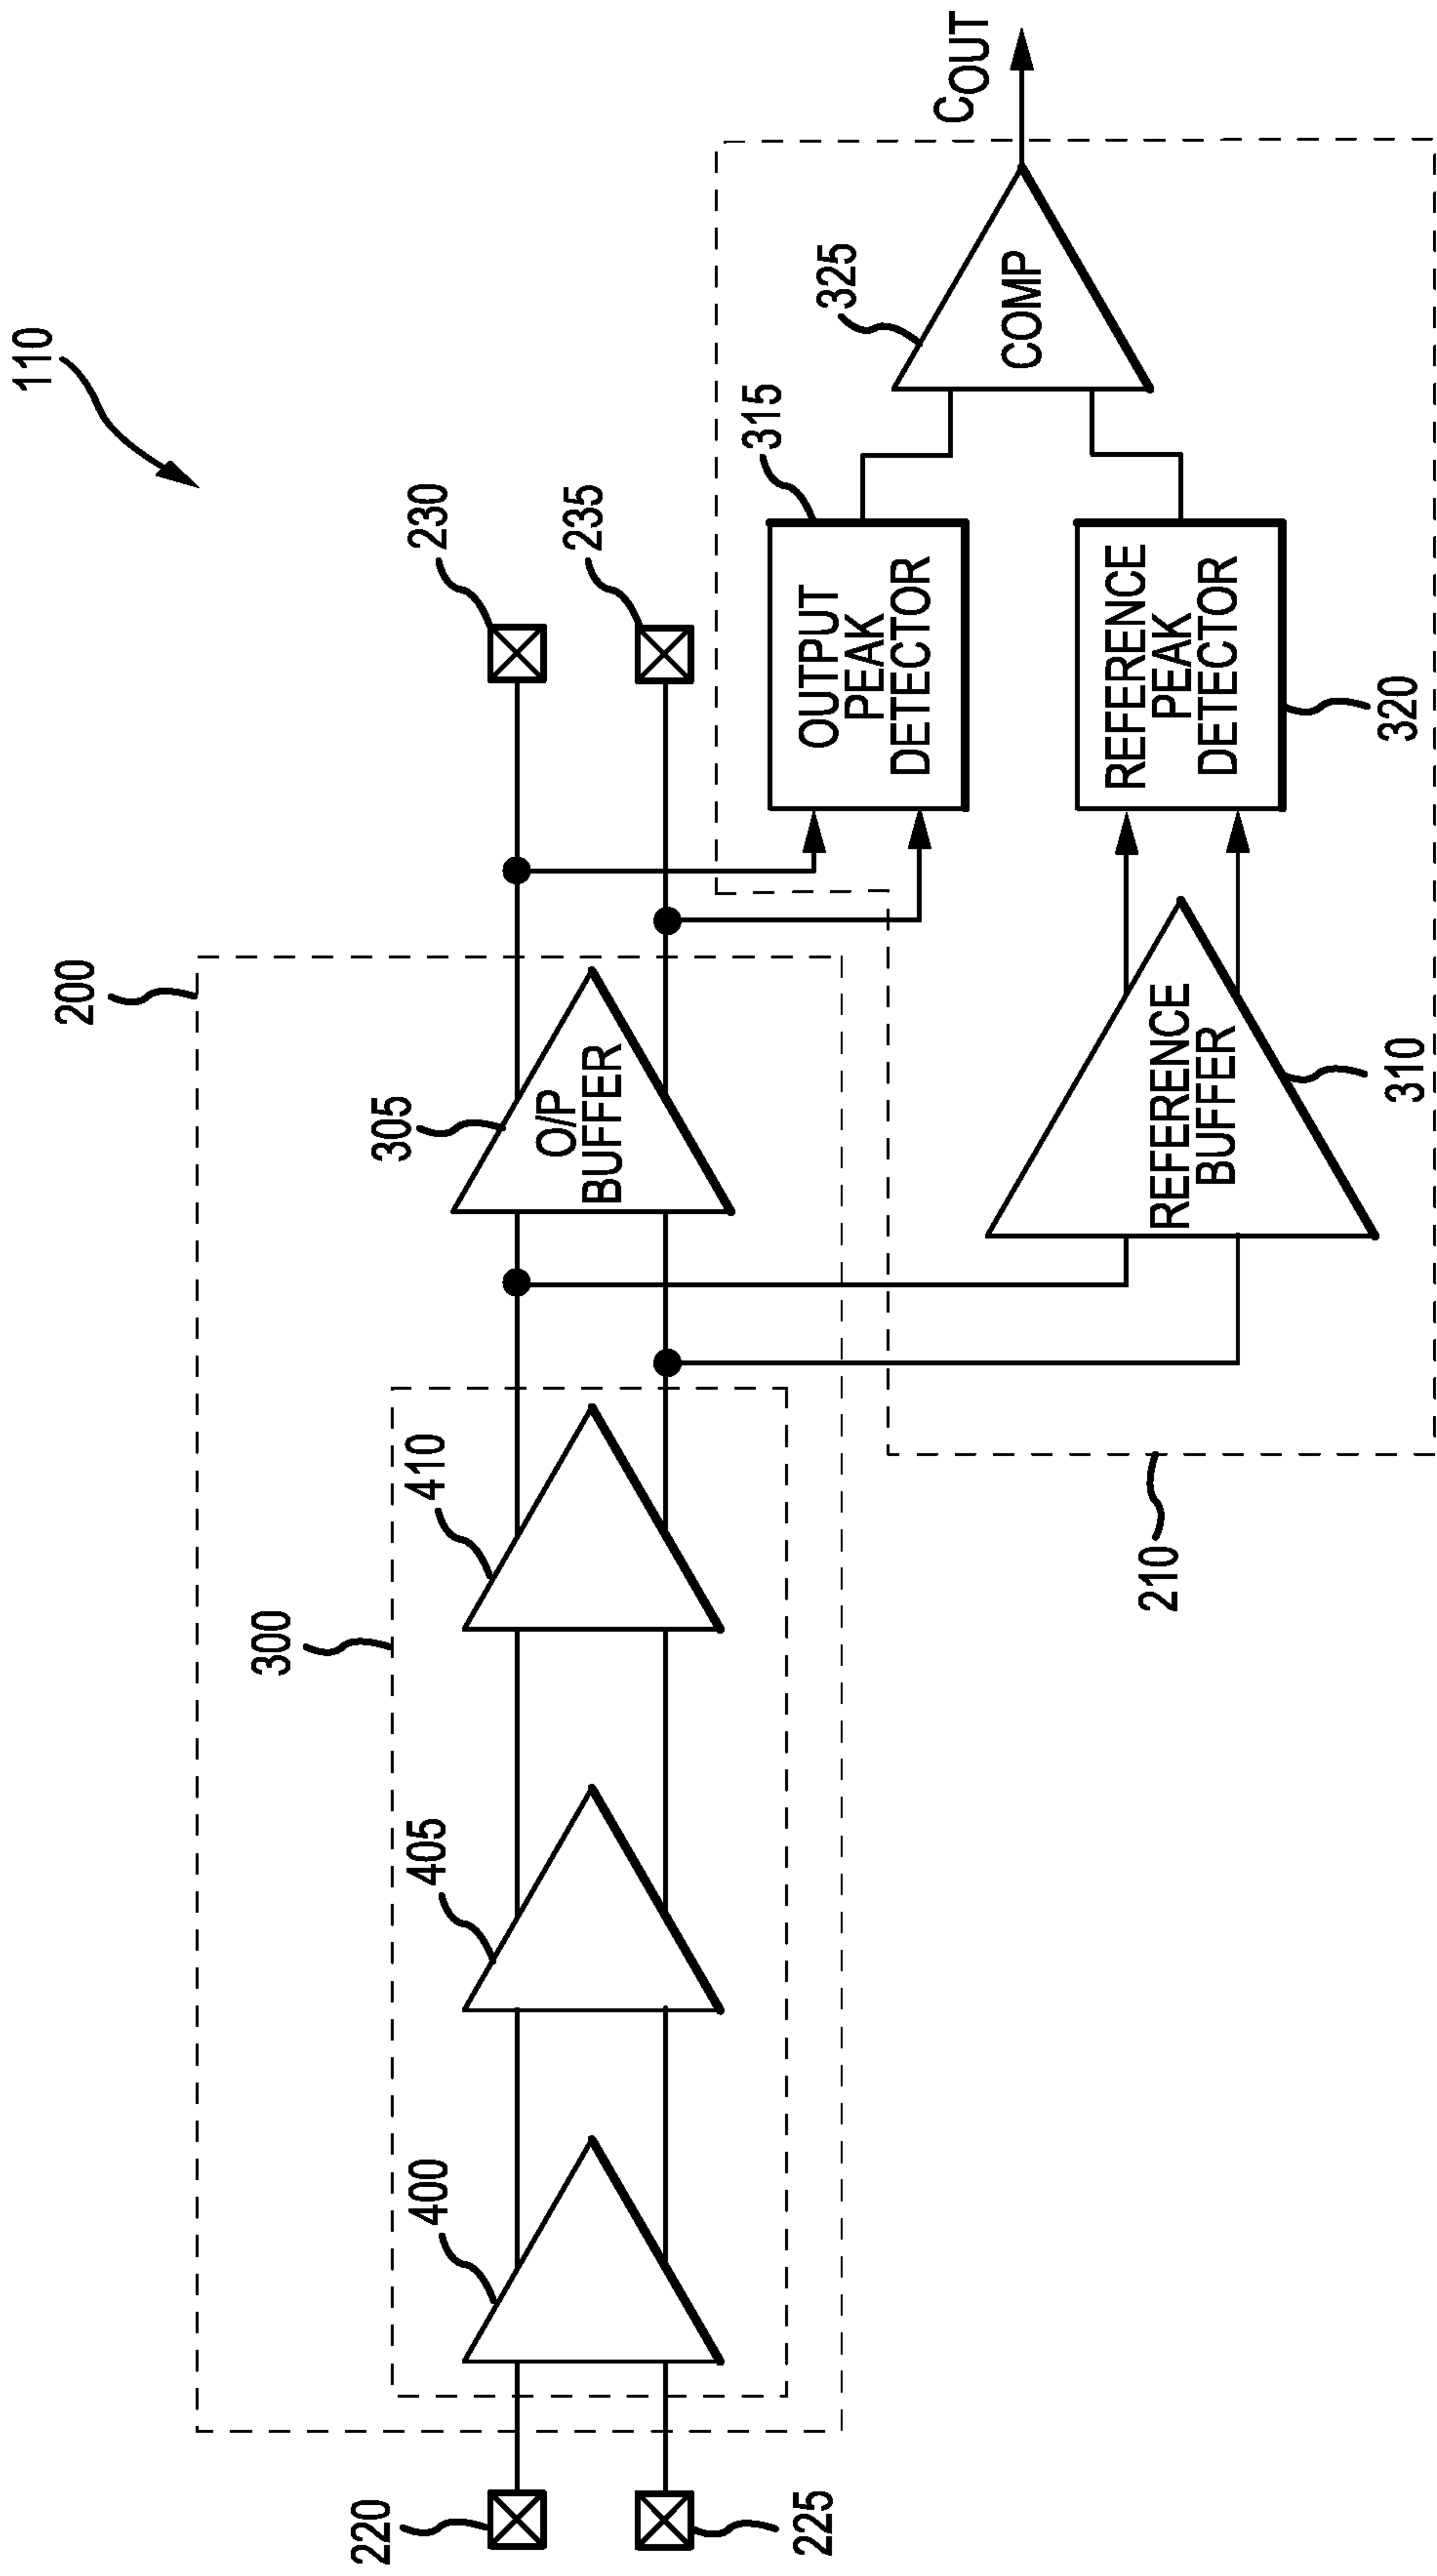 110
200
300
220
225
400
405
410
305
O/P
BUFFER
230
235
315
OUTPUT
PEAK
DETECTOR
325
COMP
C_OUT
REFERENCE
BUFFER
310
REFERENCE
PEAK
DETECTOR
320
210